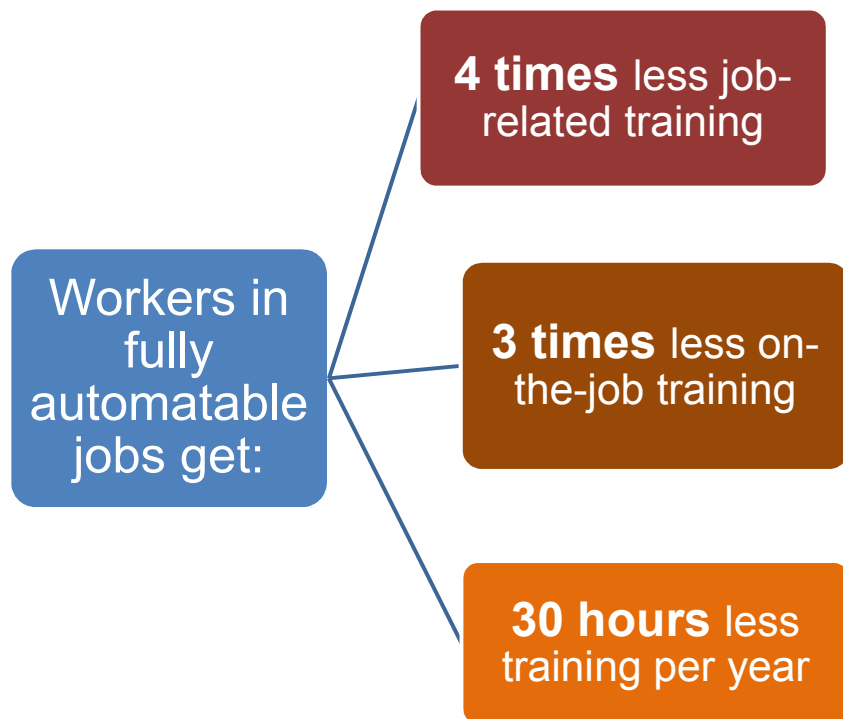 Workers in
fully
automatable
jobs get:
4 times less job-
related training
3 times less on-
the-job training
30 hours less
training per year